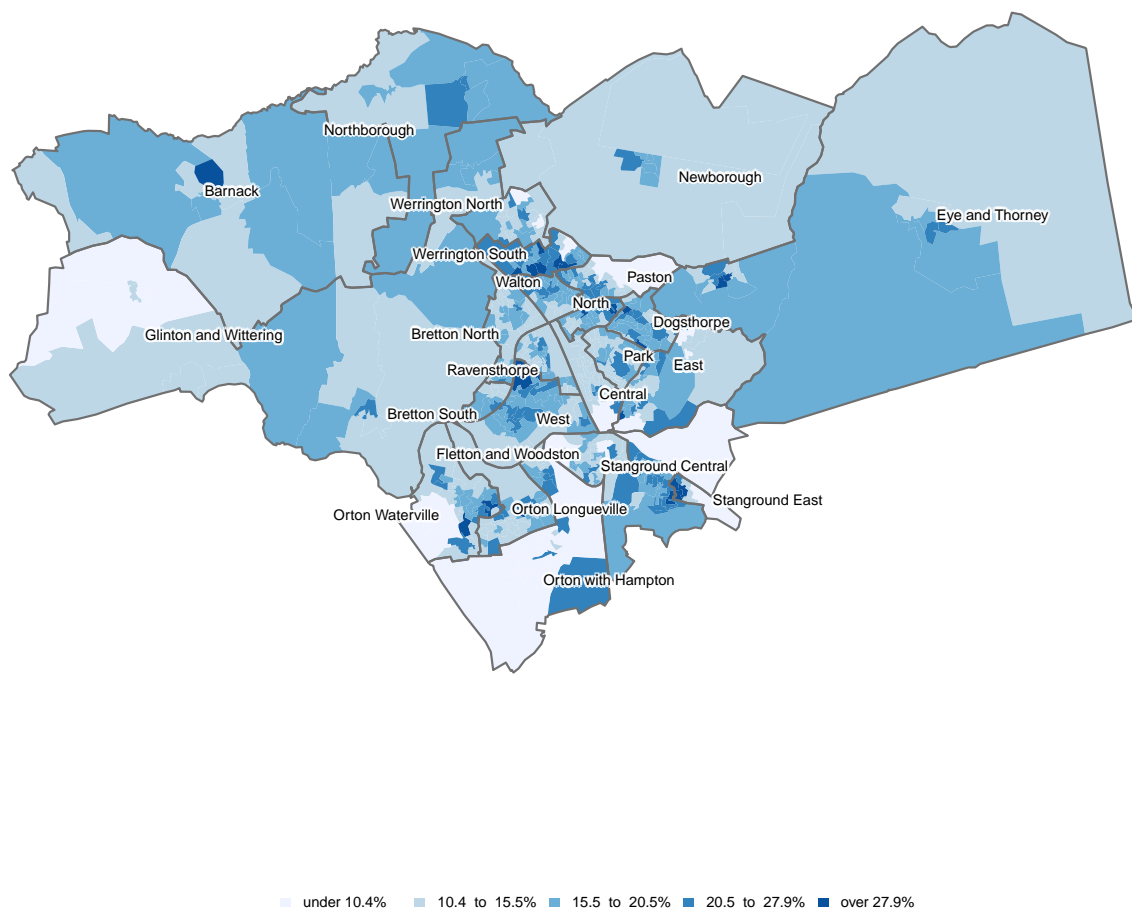 Northborough
Newborough
Barnack
Werrington North
Eye and Thorney
Werrington South
Paston
Walton
North
Dogsthorpe
Glinton and Wittering
Bretton North
Park
East
Ravensthorpe
Central
Bretton South
West
Fletton and Woodston
Stanground Central
Stanground East
Orton Waterville
Orton Longueville
Orton with Hampton
under 10.4% 10.4 to 15.5% 15.5 to 20.5% 20.5 to 27.9% over 27.9%